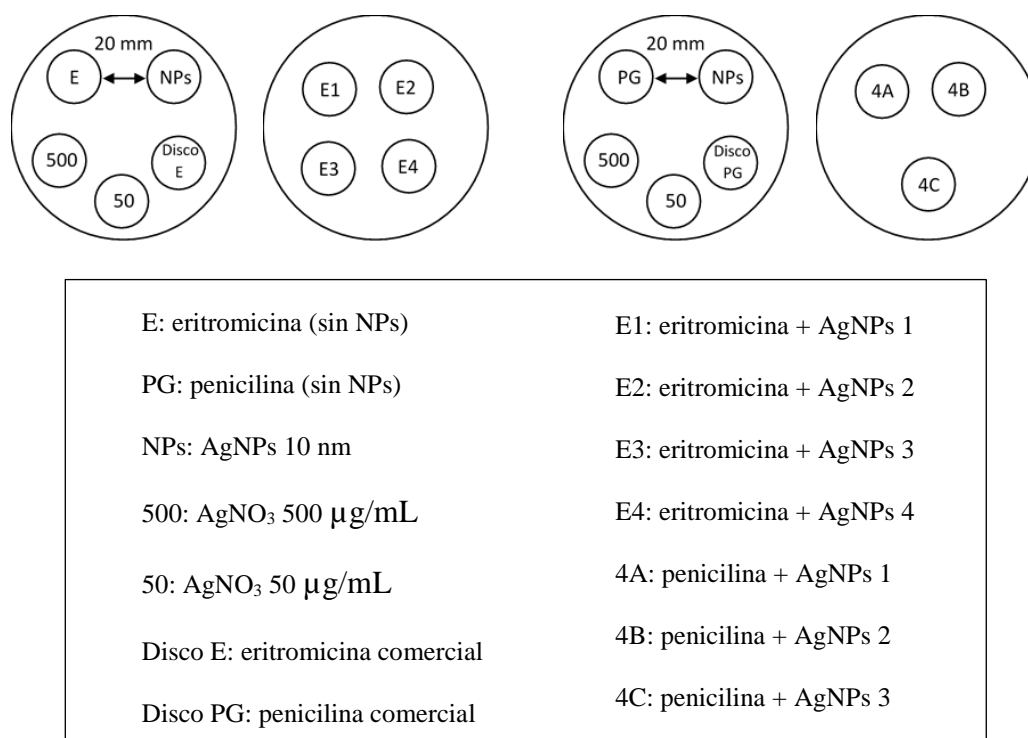 20 mm
E
NPs
500
50
Disco
E
E1
E2
E3
E4
20 mm
PG
NPs
500
50
Disco
PG
4A
4B
4C
E: eritromicina (sin NPs)
PG: penicilina (sin NPs)
NPs: AgNPs 10 nm
500: AgNO₃ 500 µg/mL
50: AgNO₃ 50 µg/mL
Disco E: eritromicina comercial
Disco PG: penicilina comercial
E1: eritromicina + AgNPs 1
E2: eritromicina + AgNPs 2
E3: eritromicina + AgNPs 3
E4: eritromicina + AgNPs 4
4A: penicilina + AgNPs 1
4B: penicilina + AgNPs 2
4C: penicilina + AgNPs 3